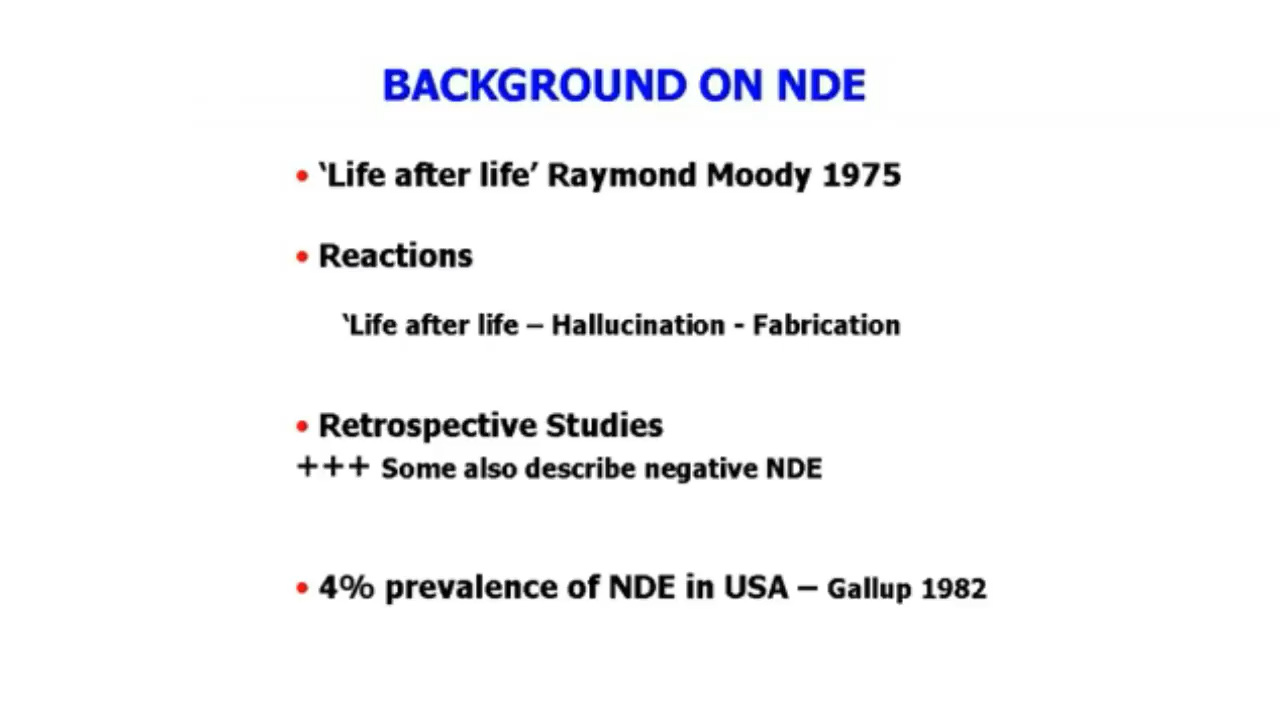 BACKGROUND ON NDE
• ‘Life after life’ Raymond Moody 1975
• Reactions
‘Life after life – Hallucination - Fabrication
• Retrospective Studies
+++ Some also describe negative NDE
• 4% prevalence of NDE in USA – Gallup 1982